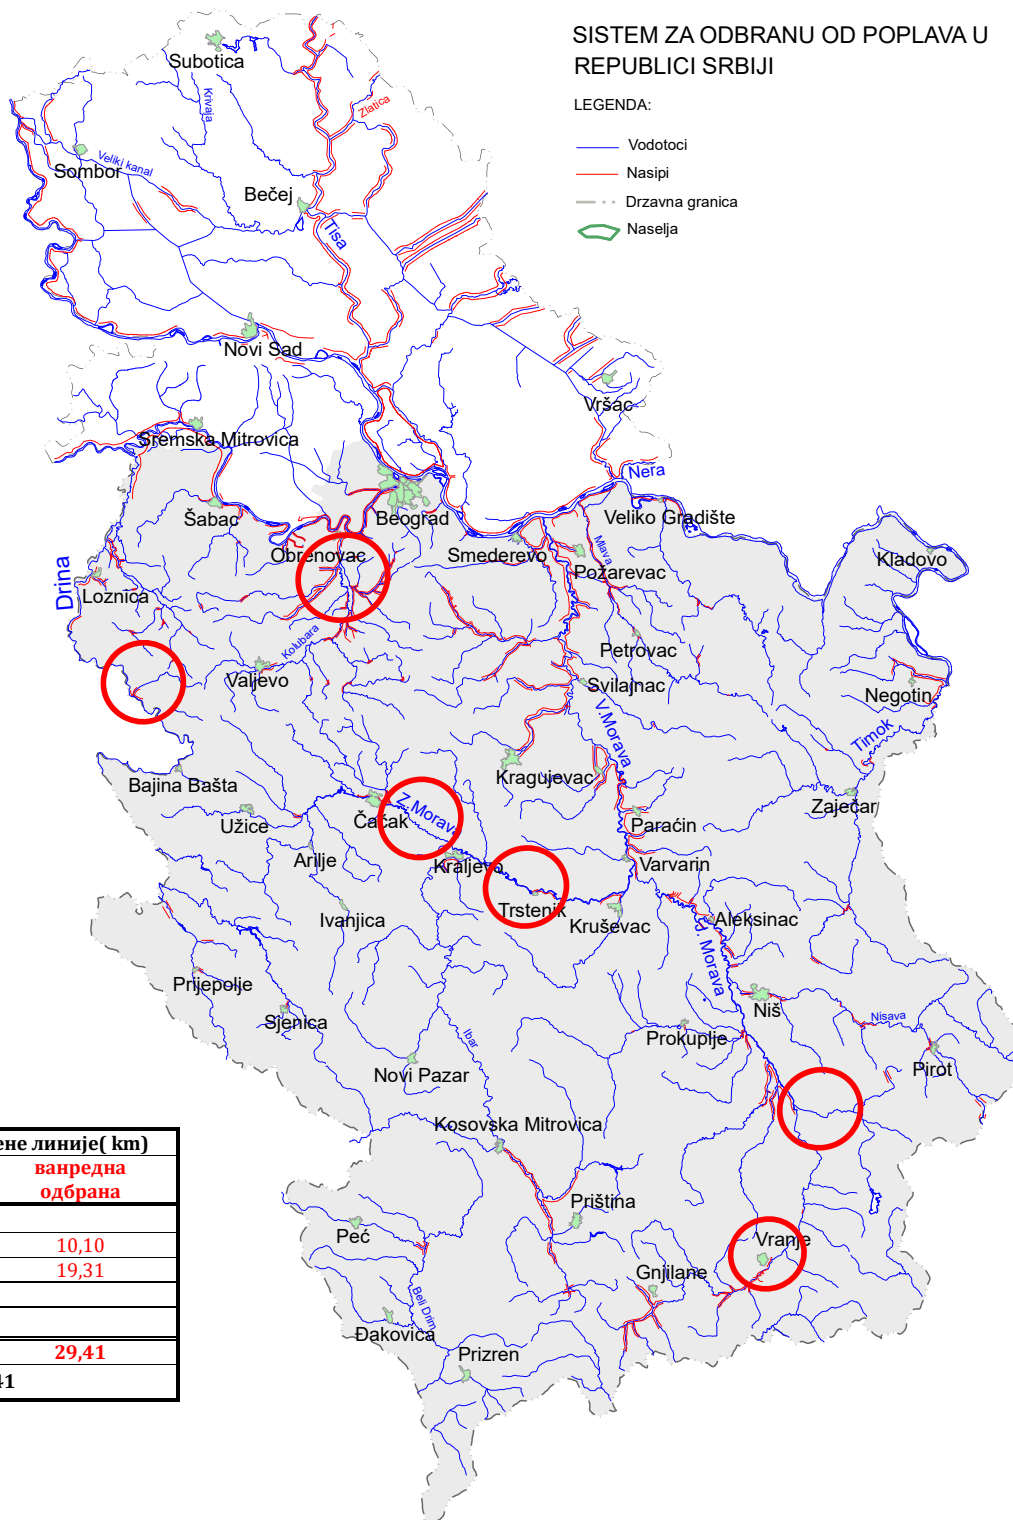 SISTEM ZA ODBRANU OD POPLAVA U
REPUBLICI SRBIJI
LEGENDA:
Vodotoci
Nasipi
Drzavna granica
Naselja
Subotica
Krivaja
Zlatica
Sombor
Veliki kanal
Bečej
Tisa
Novi Sad
Vršac
Sremska Mitrovica
Nera
Šabac
Beograd
Veliko Gradište
Obrenovac
Smederevo
Mlava
Požarevac
Kladovo
Drina
Loznica
Kolubara
Petrovac
Valjevo
Svilajnac
Negotin
V.Morava
Timok
Bajina Bašta
Kragujevac
Zaječar
Užice
Čačak
Z.Morava
Paraćin
Arilje
Kraljevo
Varvarin
Ivanjica
Trstenik
Kruševac
Aleksinac
J. Morava
Prijepolje
Sjenica
Niš
Nisava
Ibar
Prokuplje
Pirot
Novi Pazar
Kosovska Mitrovica
Priština
Peć
Vranje
Gnjilane
Beli Drim
Đakovica
Prizren
ене линије( km)
ванредна
одбрана
10,10
19,31
29,41
41